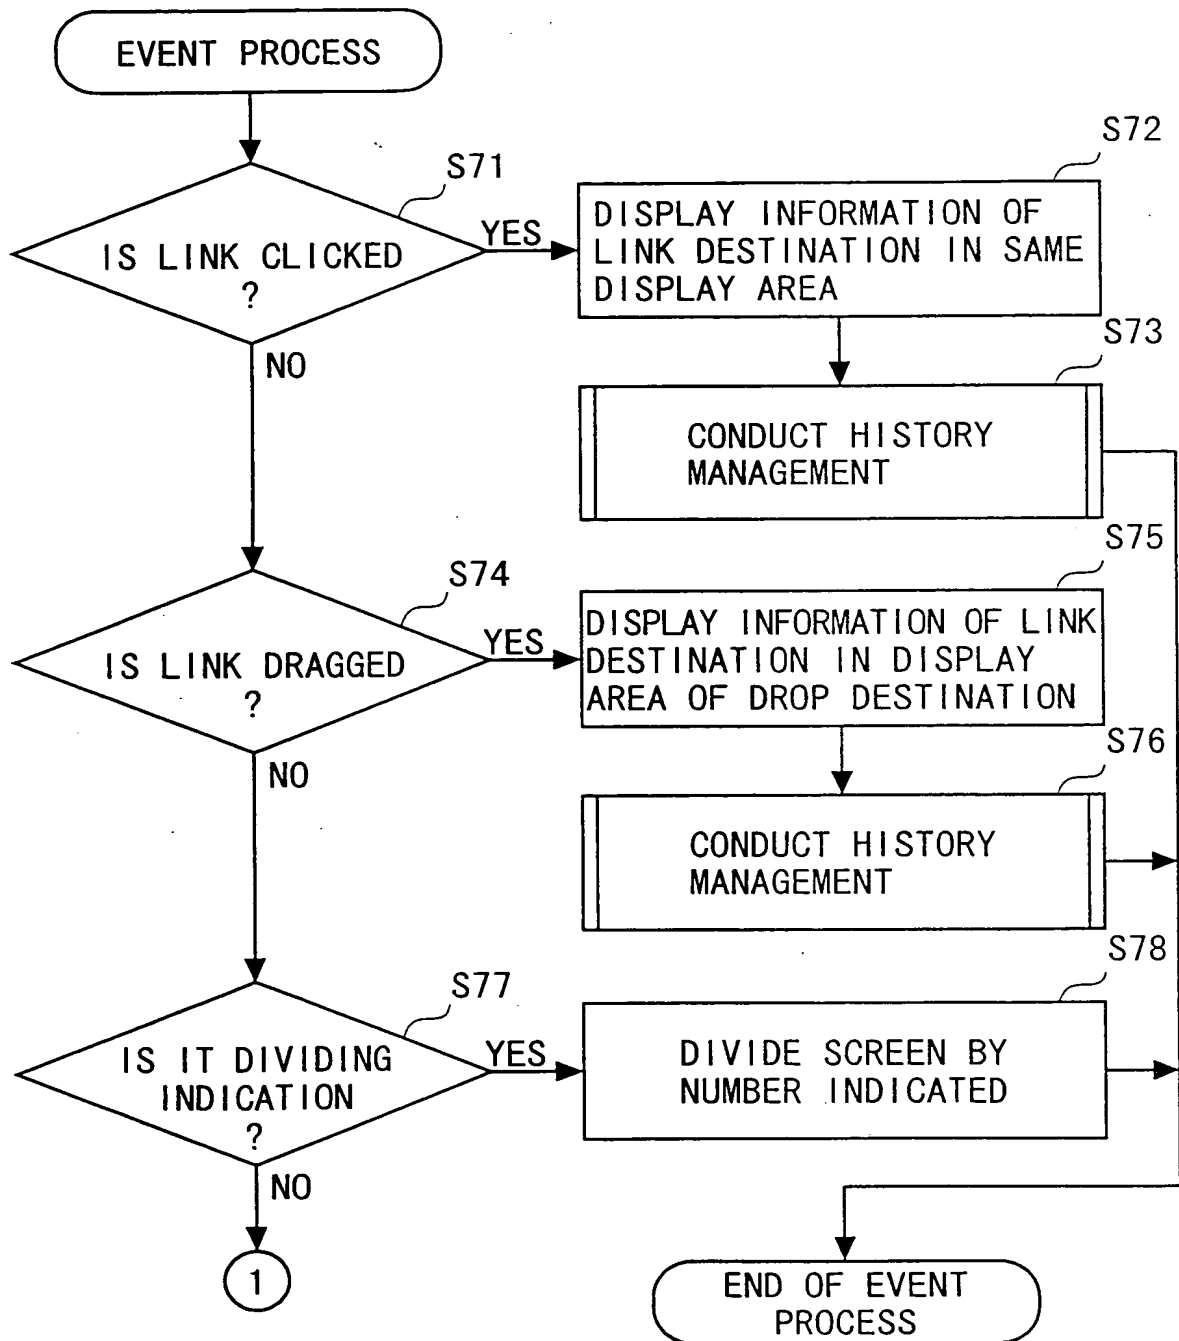 EVENT PROCESS
S71
IS LINK CLICKED
?
YES
NO
S72
DISPLAY INFORMATION OF
LINK DESTINATION IN SAME
DISPLAY AREA
S73
CONDUCT HISTORY
MANAGEMENT
S74
IS LINK DRAGGED
?
YES
NO
S75
DISPLAY INFORMATION OF LINK
DESTINATION IN DISPLAY
AREA OF DROP DESTINATION
S76
CONDUCT HISTORY
MANAGEMENT
S77
IS IT DIVIDING
INDICATION
?
YES
NO
S78
DIVIDE SCREEN BY
NUMBER INDICATED
1
END OF EVENT
PROCESS